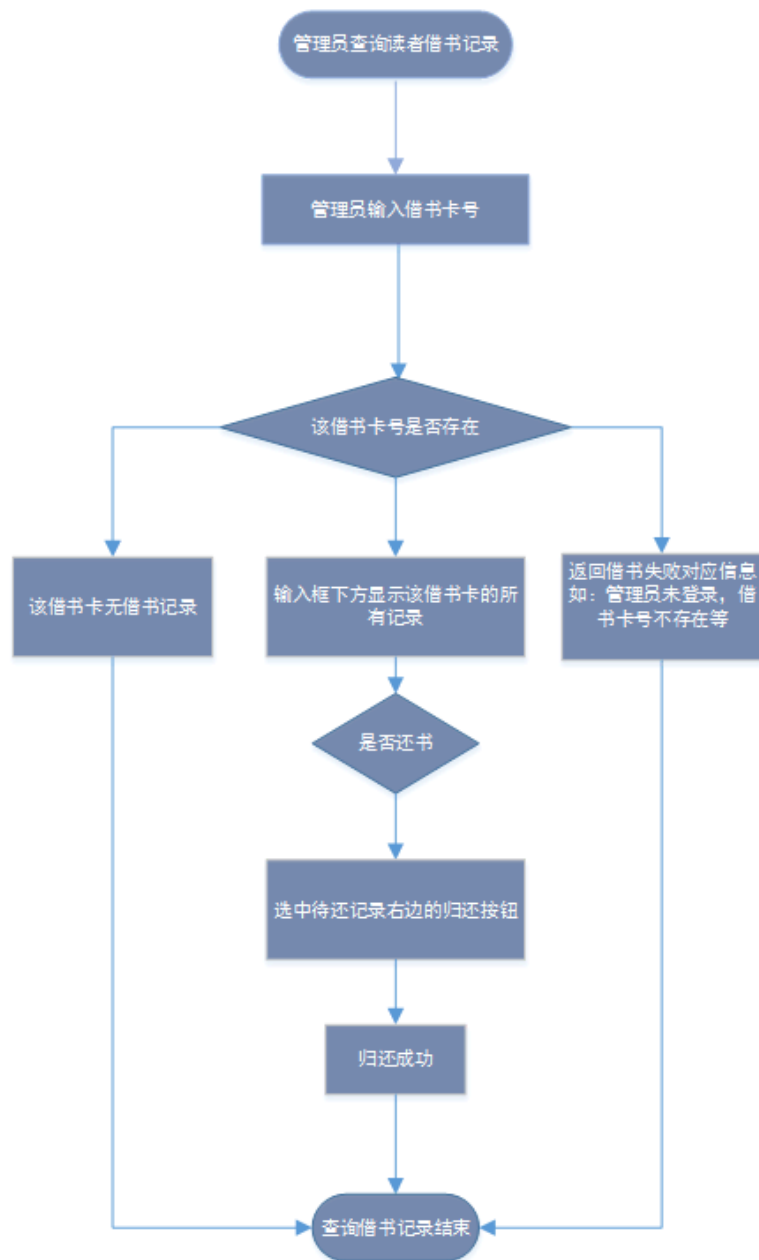 管理员查询读者借书记录
管理员输入借书卡号
该借书卡号是否存在
该借书卡无借书记录
输入框下方显示该借书卡的所
有记录
返回借书失败对应信息
如：管理员未登录，借
书卡号不存在等
是否还书
选中待还记录右边的归还按钮
归还成功
查询借书记录结束